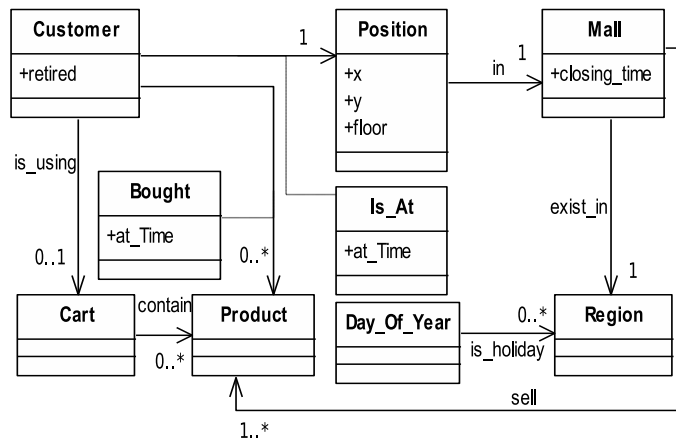 Customer
+retired
1
Position
+x
+y
+floor
in
1
Mall
+closing_time
is_using
0..1
Bought
+at_Time
0..*
Is_At
+at_Time
exist_in
1
Cart
contain
0..*
Product
Day_Of_Year
0..*
is_holiday
Region
sell
1..*